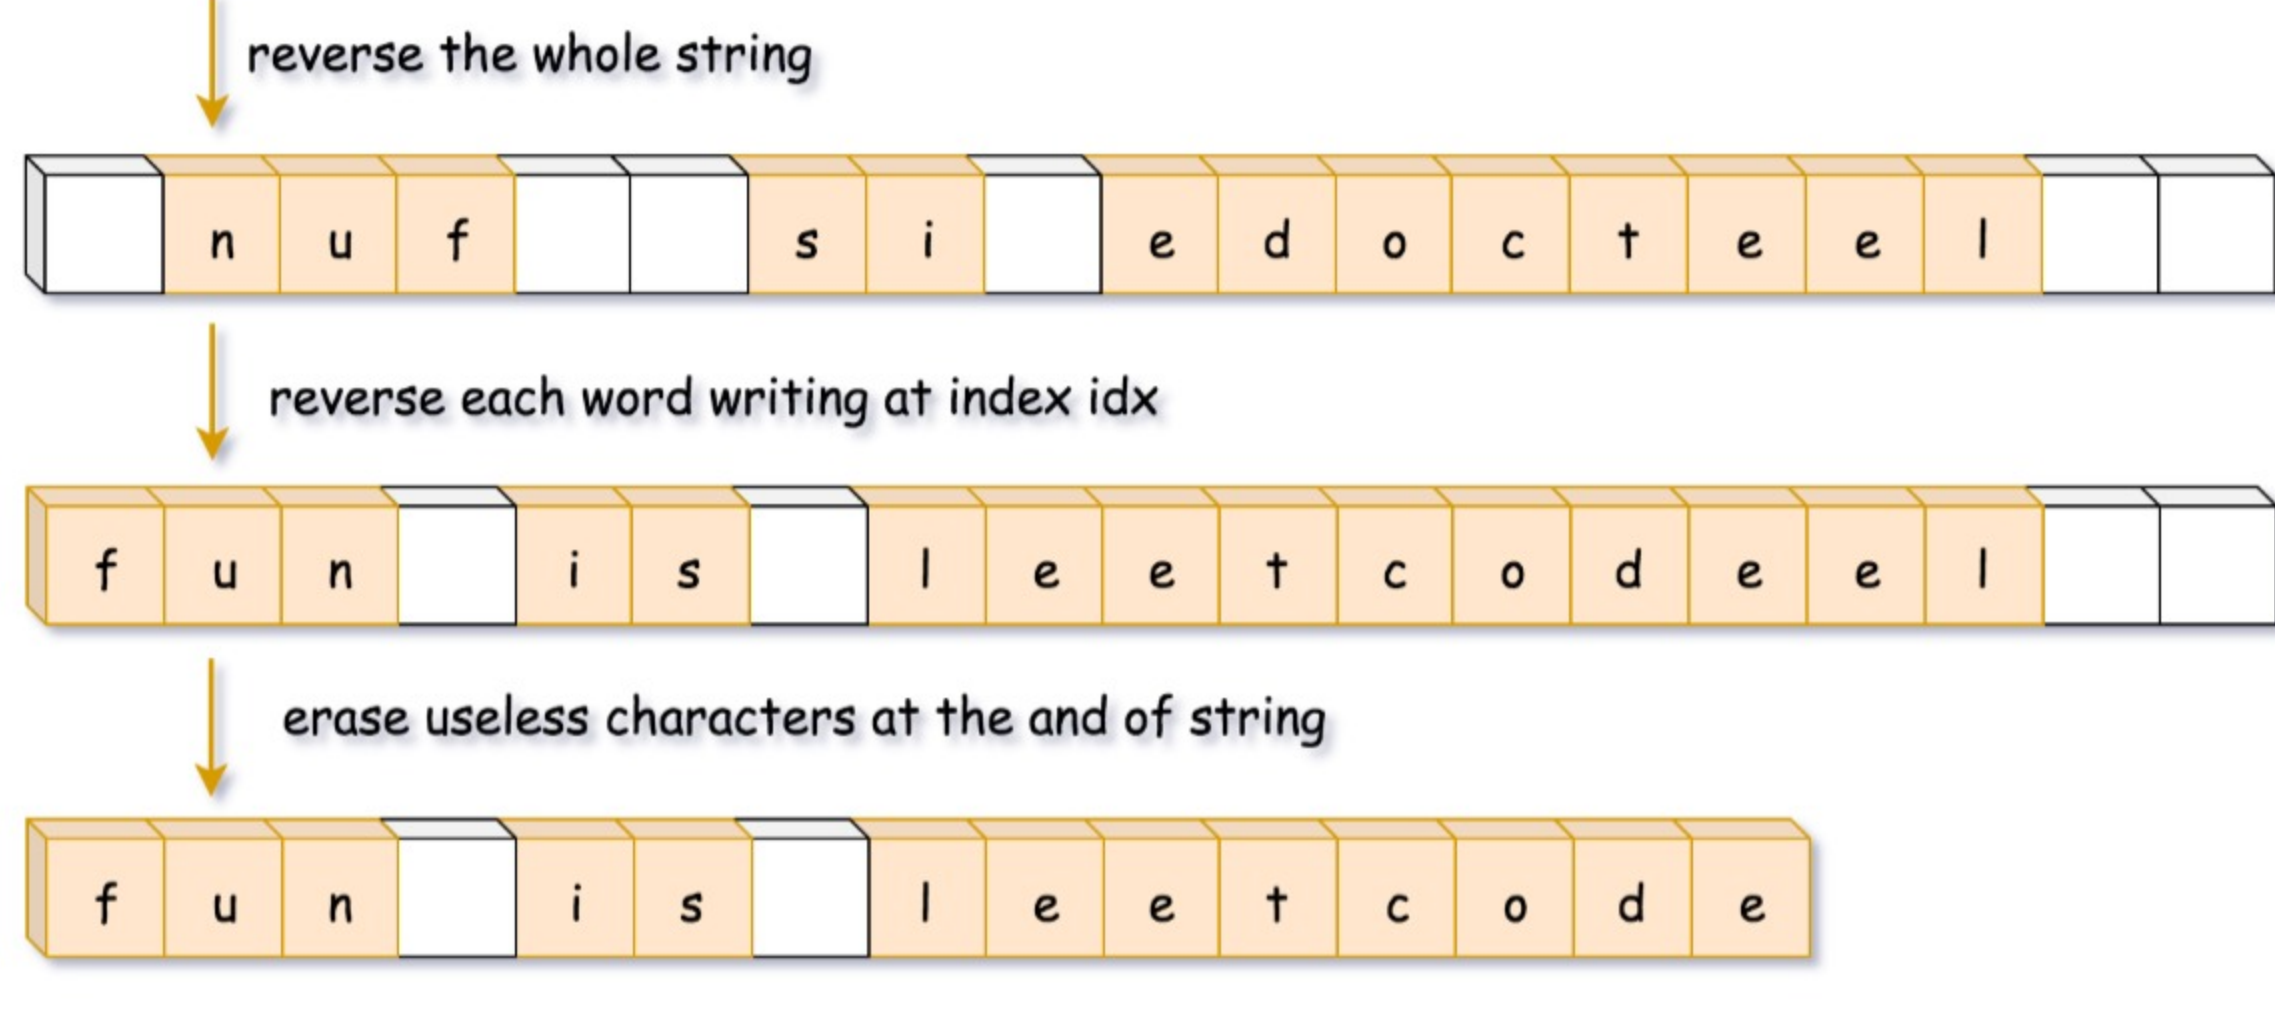 reverse the whole string
n u f s i e d o c t e e l
reverse each word writing at index idx
f u n i s l e e t c o d e e l
erase useless characters at the and of string
f u n i s l e e t c o d e